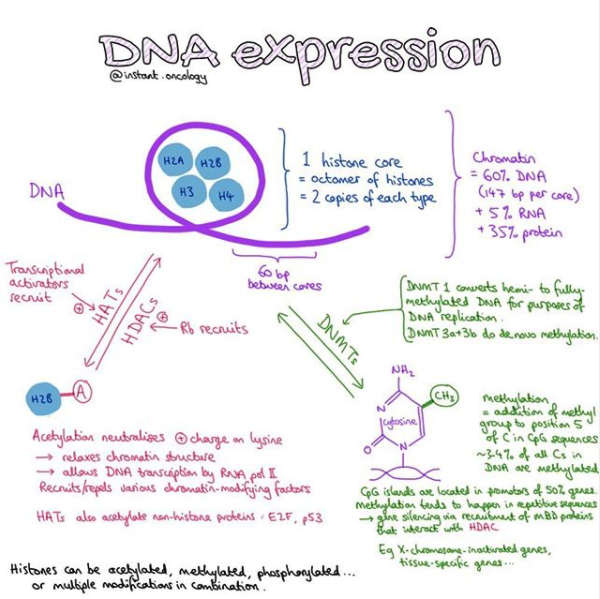 DNA expression
@instant.oncology
H2A
H2B
H3
H4
DNA
1 histone core
= octomer of histones
= 2 copies of each type
Chromatin
= 60% DNA
(147 bp per core)
+ 5% RNA
+ 35% protein
60 bp
between cores
Transcriptional
activators
recruit
+
HATs
HDACs
+
Rb recruits
DNMTs
DNMT 1 converts hemi- to fully-
methylated DNA for purposes of
DNA replication.
DNMT 3a+3b do denovo methylation.
H2B
A
Acetylation neutralises + charge on lysine
→ relaxes chromatin structure
→ allows DNA transcription by RNA pol II
Recruits/repels various chromatin-modifying factors
HATs also acetylate non-histone proteins: E2F, p53
NH2
CH3
N
Cytosine
O
N
Methylation
= addition of methyl
group to position 5
of C in CpG sequences
~3-4% of all Cs in
DNA are methylated
CpG islands are located in promotors of 50% genes.
Methylation tends to happen in repetitive sequences
→ gene silencing via recruitment of MBD proteins
that interact with HDAC
Eg X-chromosome-inactivated genes,
tissue-specific genes...
Histones can be acetylated, methylated, phosphorylated...
or multiple modifications in combination.